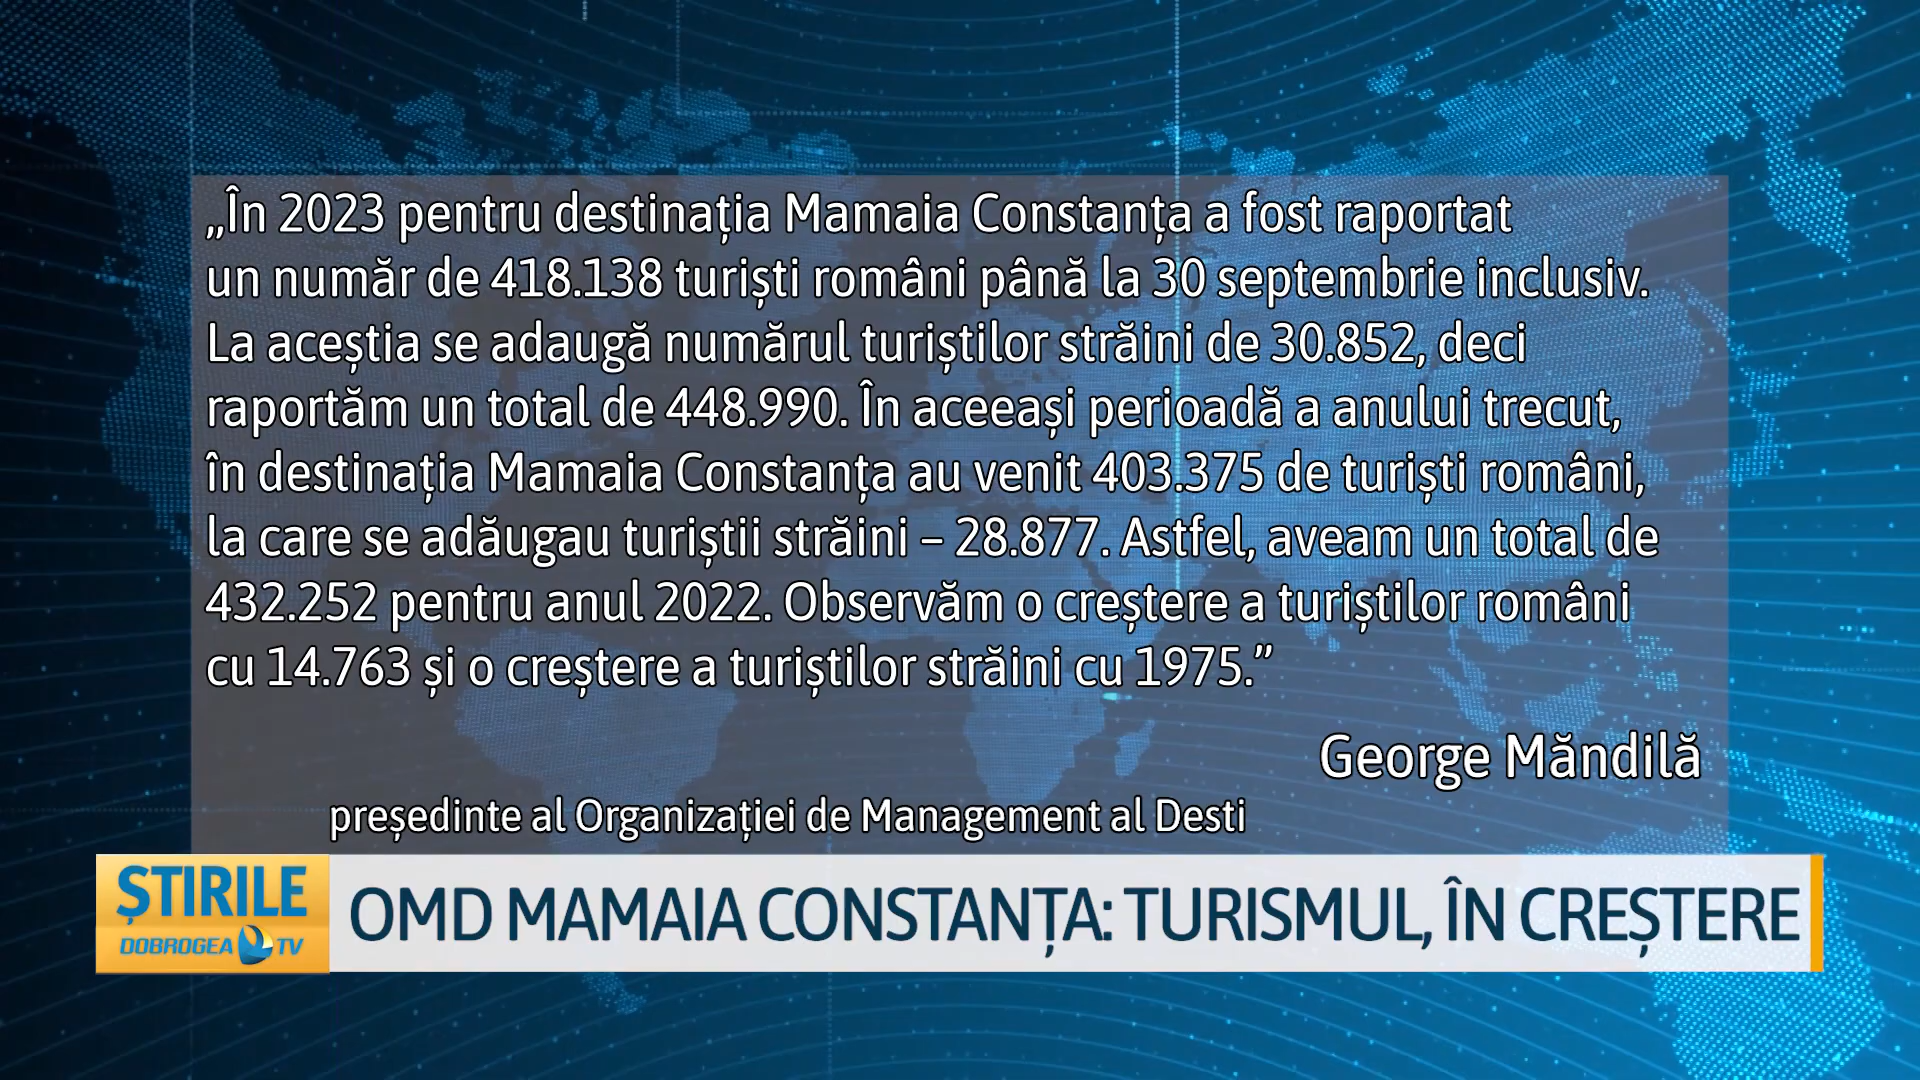 „În 2023 pentru destinația Mamaia Constanța a fost raportat
un număr de 418.138 turiști români până la 30 septembrie inclusiv.
La aceștia se adaugă numărul turiștilor străini de 30.852, deci
raportăm un total de 448.990. În aceeași perioadă a anului trecut,
în destinația Mamaia Constanța au venit 403.375 de turiști români,
la care se adăugau turiștii străini – 28.877. Astfel, aveam un total de
432.252 pentru anul 2022. Observăm o creștere a turiștilor români
cu 14.763 și o creștere a turiștilor străini cu 1975.”
George Măndilă
președinte al Organizației de Management al Desti
ȘTIRILE
DOBROGEA TV
OMD MAMAIA CONSTANȚA: TURISMUL, ÎN CREȘTERE